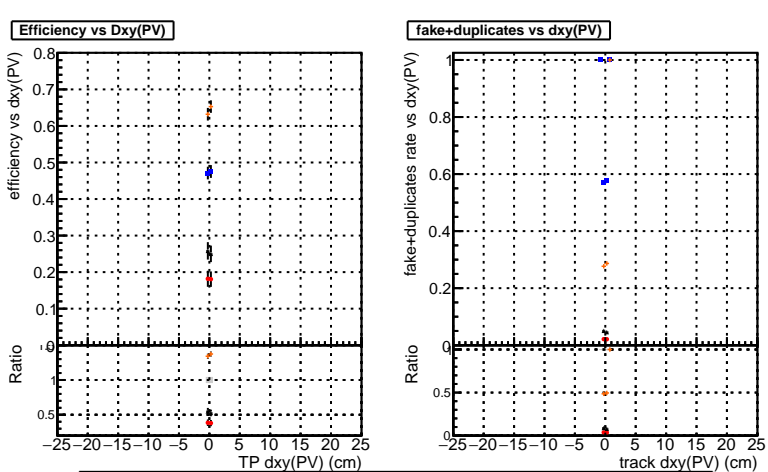 Efficiency vs Dxy(PV)
efficiency vs dxy(PV)
0.8
0.7
0.6
0.5
0.4
0.3
0.2
0.1
0
Ratio
1
0.5
−25 −20 −15 −10 −5 0 5 10 15 20 25
TP dxy(PV) (cm)
fake+duplicates vs dxy(PV)
fake+duplicates rate vs dxy(PV)
1
0.8
0.6
0.4
0.2
Ratio
1
0.5
0
−25 −20 −15 −10 −5 0 5 10 15 20 25
track dxy(PV) (cm)